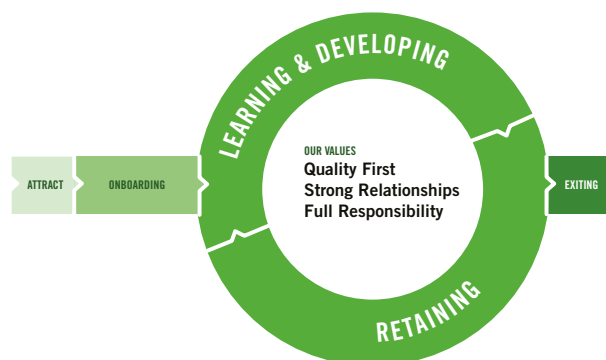 LEARNING & DEVELOPING
ATTRACT
ONBOARDING
OUR VALUES
Quality First
Strong Relationships
Full Responsibility
EXITING
RETAINING